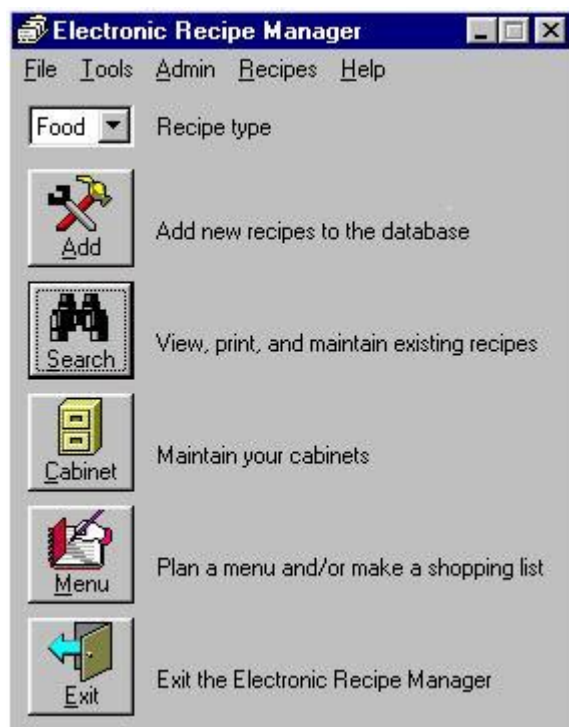 Electronic Recipe Manager
File Tools Admin Recipes Help
Food Recipe type
Add Add new recipes to the database
Search View, print, and maintain existing recipes
Cabinet Maintain your cabinets
Menu Plan a menu and/or make a shopping list
Exit Exit the Electronic Recipe Manager